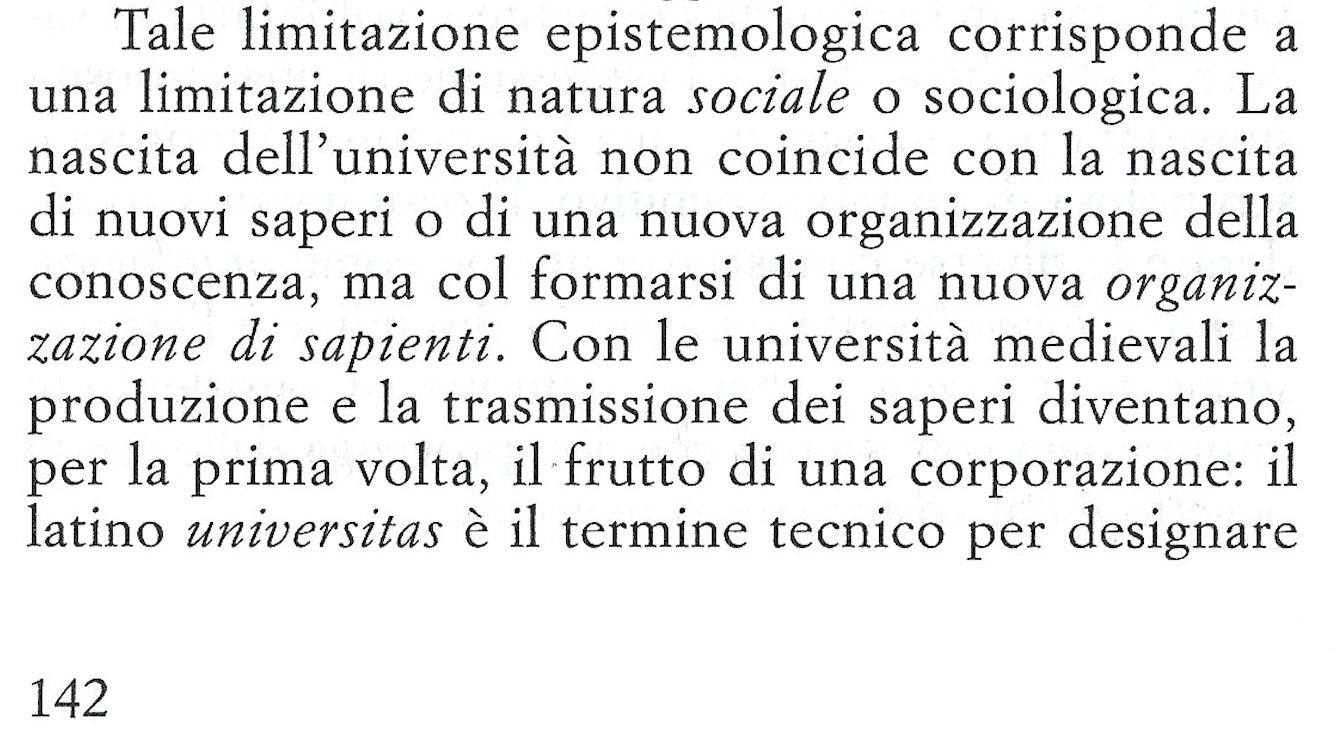 Tale limitazione epistemologica corrisponde a
una limitazione di natura sociale o sociologica. La
nascita dell’università non coincide con la nascita
di nuovi saperi o di una nuova organizzazione della
conoscenza, ma col formarsi di una nuova organiz-
zazione di sapienti. Con le università medievali la
produzione e la trasmissione dei saperi diventano,
per la prima volta, il frutto di una corporazione: il
latino universitas è il termine tecnico per designare
142